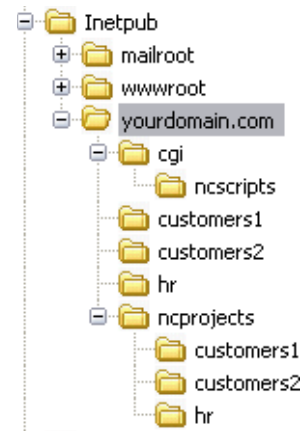 Inetpub
mailroot
wwwroot
yourdomain.com
cgi
ncscripts
customers1
customers2
hr
ncprojects
customers1
customers2
hr